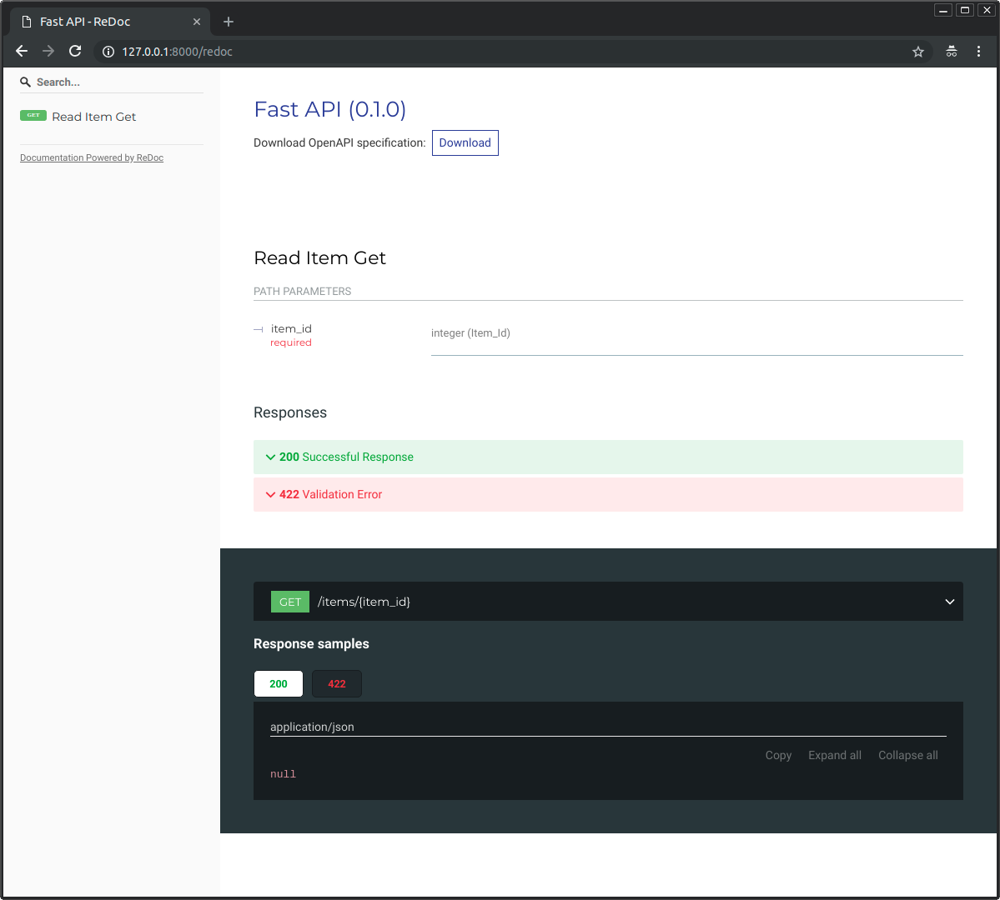 Fast API - ReDoc
127.0.0.1:8000/redoc
Search...
GET Read Item Get
Documentation Powered by ReDoc
Fast API (0.1.0)
Download OpenAPI specification: Download
Read Item Get
PATH PARAMETERS
item_id
required
integer (Item_Id)
Responses
200 Successful Response
422 Validation Error
GET /items/{item_id}
Response samples
200 422
application/json
Copy Expand all Collapse all
null